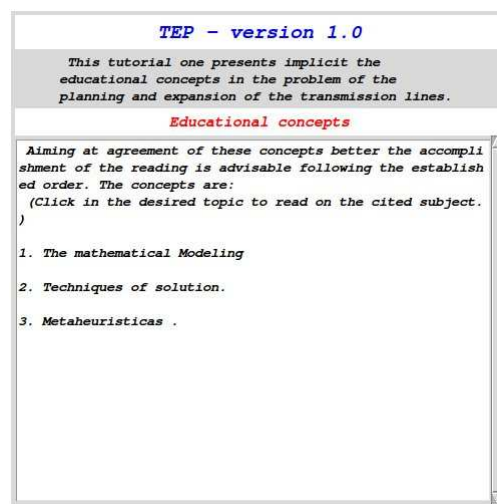 TEP - version 1.0
This tutorial one presents implicit the
educational concepts in the problem of the
planning and expansion of the transmission lines.
Educational concepts
Aiming at agreement of these concepts better the accompli
shment of the reading is advisable following the establish
ed order. The concepts are:
(Click in the desired topic to read on the cited subject.
)
1. The mathematical Modeling
2. Techniques of solution.
3. Metaheuristicas .